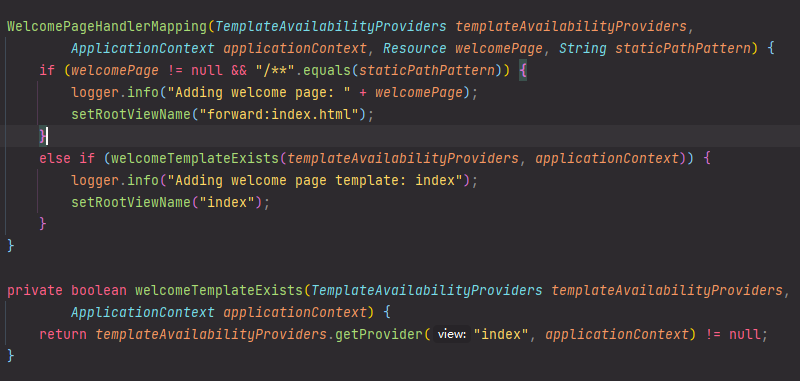 WelcomePageHandlerMapping(TemplateAvailabilityProviders templateAvailabilityProviders,
        ApplicationContext applicationContext, Resource welcomePage, String staticPathPattern) {
    if (welcomePage != null && "/**".equals(staticPathPattern)) {
        logger.info("Adding welcome page: " + welcomePage);
        setRootViewName("forward:index.html");
    }
    else if (welcomeTemplateExists(templateAvailabilityProviders, applicationContext)) {
        logger.info("Adding welcome page template: index");
        setRootViewName("index");
    }
}

private boolean welcomeTemplateExists(TemplateAvailabilityProviders templateAvailabilityProviders,
        ApplicationContext applicationContext) {
    return templateAvailabilityProviders.getProvider( view: "index", applicationContext) != null;
}